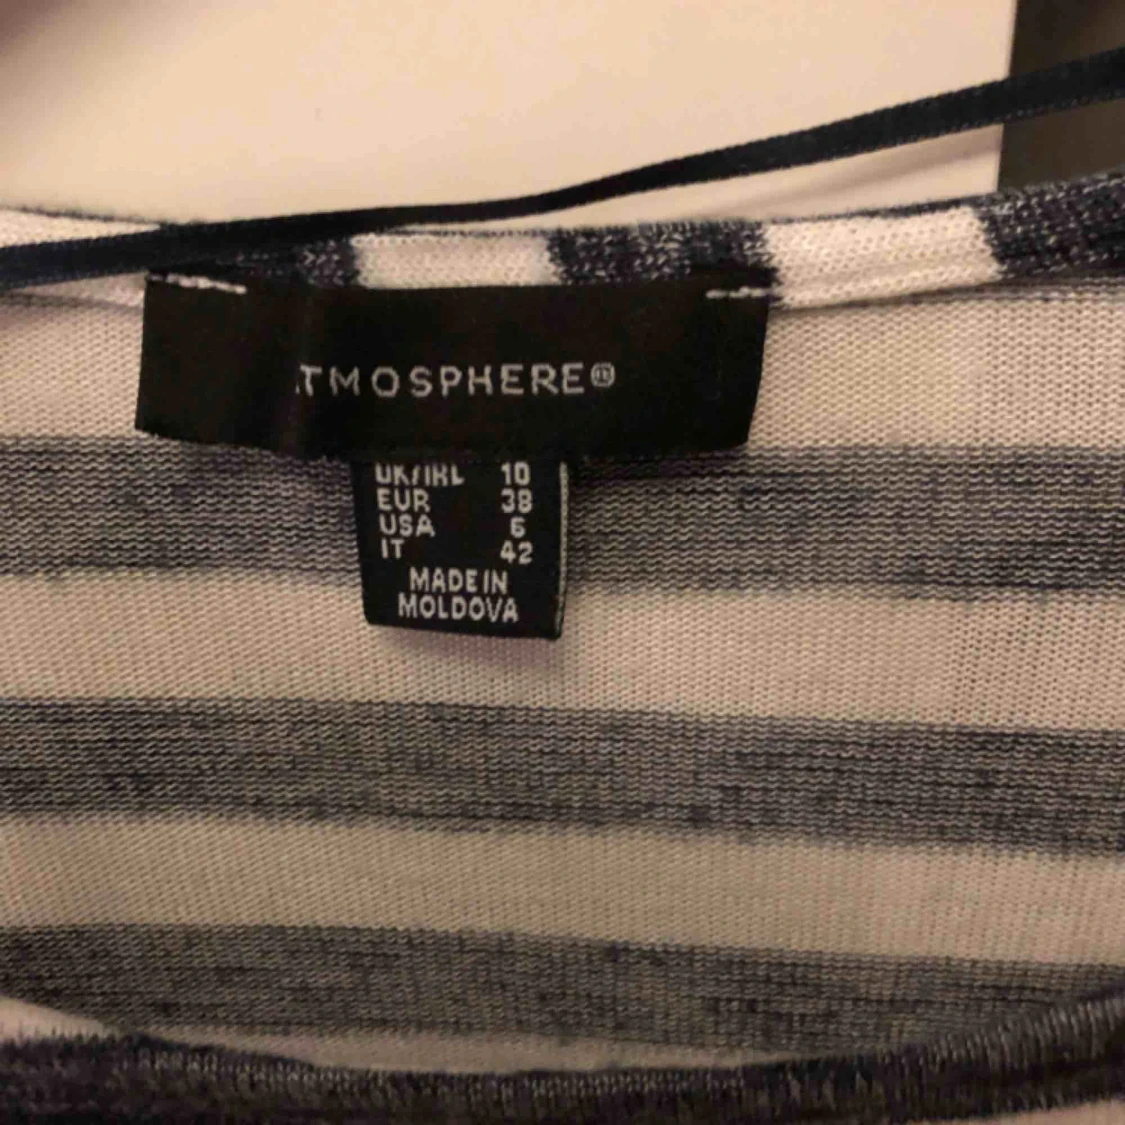 TMOSPHERE®
UK/IRL 10
EUR 38
USA 6
IT 42
MADE IN
MOLDOVA